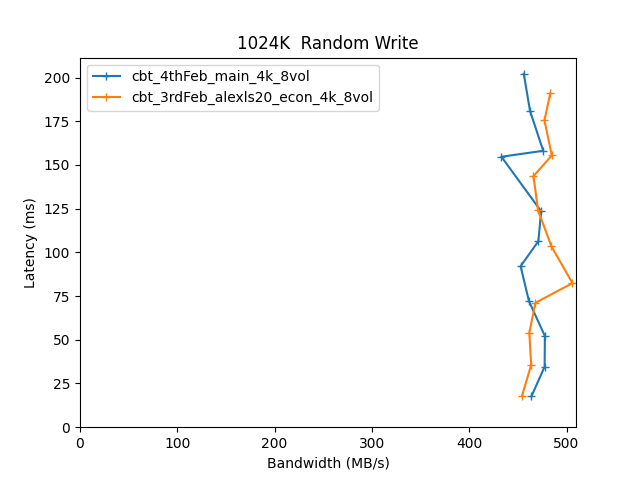 1024K  Random Write
cbt_4thFeb_main_4k_8vol
cbt_3rdFeb_alexls20_econ_4k_8vol
Latency (ms)
200
175
150
125
100
75
50
25
0
0 100 200 300 400 500
Bandwidth (MB/s)